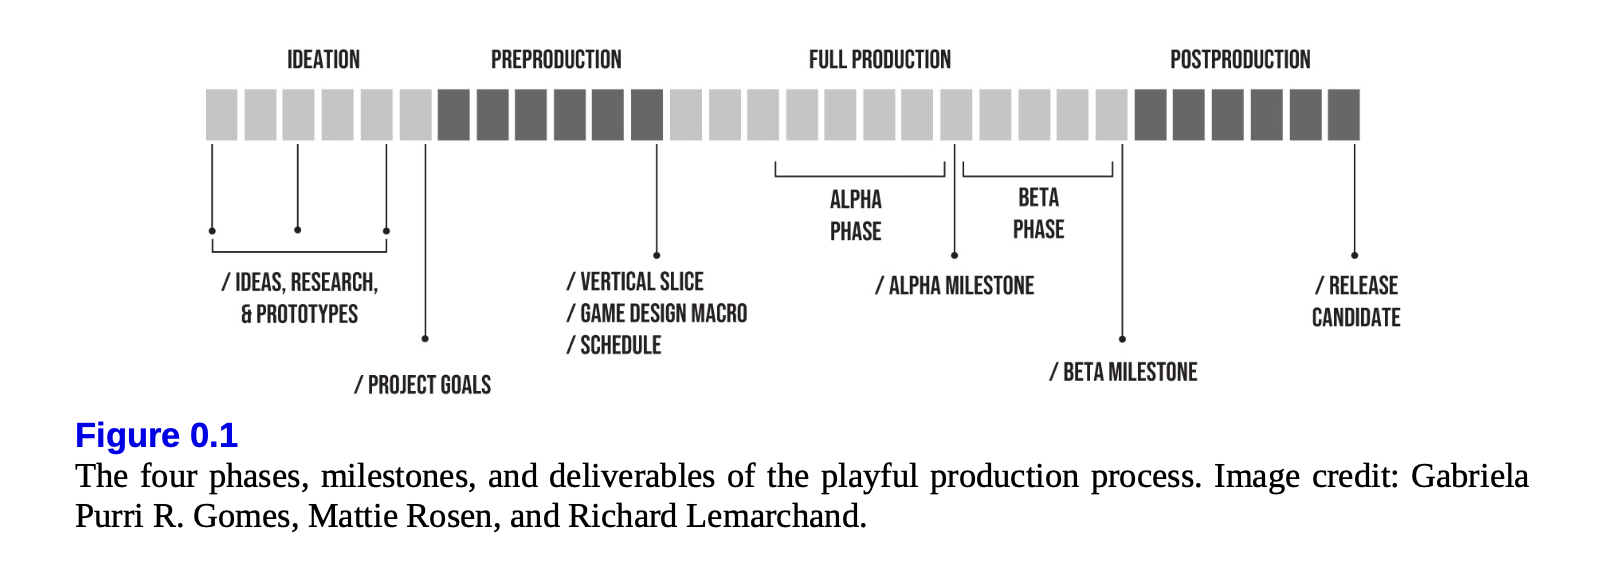 IDEATION
PREPRODUCTION
FULL PRODUCTION
POSTPRODUCTION
ALPHA
PHASE
BETA
PHASE
/ IDEAS, RESEARCH,
& PROTOTYPES
/ VERTICAL SLICE
/ GAME DESIGN MACRO
/ SCHEDULE
/ ALPHA MILESTONE
/ RELEASE
CANDIDATE
/ PROJECT GOALS
/ BETA MILESTONE
Figure 0.1
The four phases, milestones, and deliverables of the playful production process. Image credit: Gabriela
Purri R. Gomes, Mattie Rosen, and Richard Lemarchand.